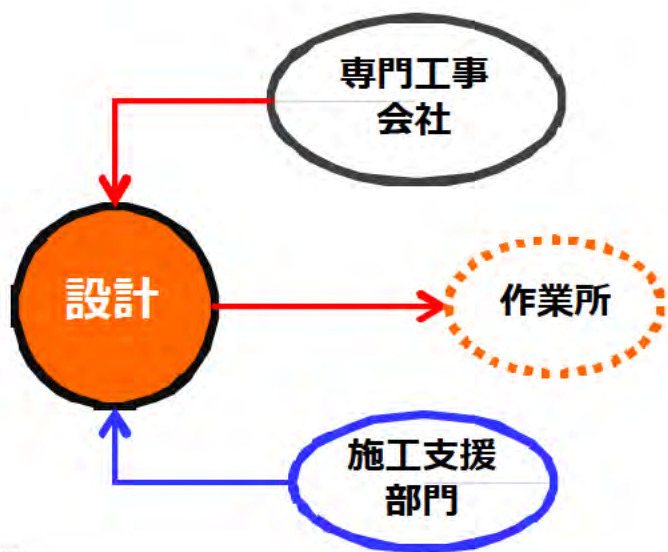 専門工事
会社
設計
作業所
施工支援
部門